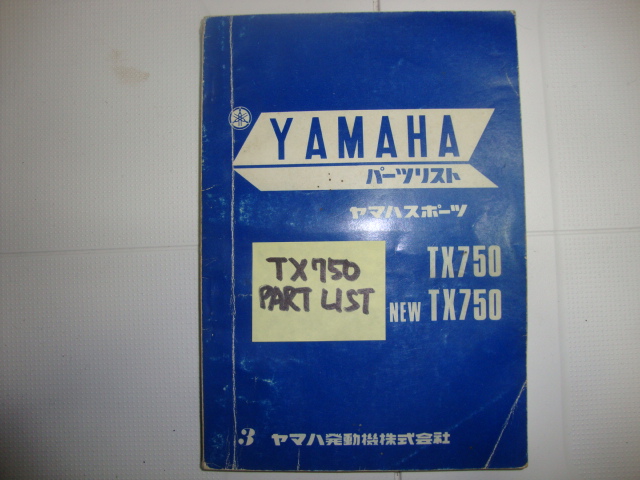 YAMAHA
パーツリスト
ヤマハスポーツ
TX750
NEW TX750
TX750
PART LIST
3 ヤマハ発動機株式会社